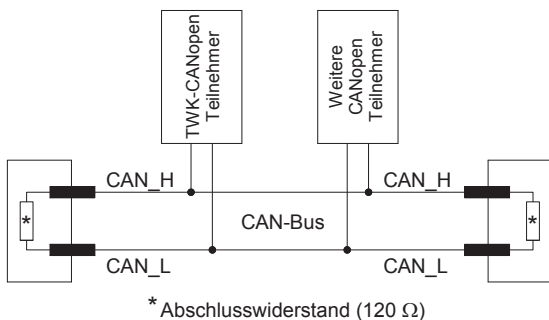 TWK-CANopen
Teilnehmer
Weitere
CANopen
Teilnehmer
CAN_H
CAN_H
*
CAN-Bus
*
CAN_L
CAN_L
*Abschlusswiderstand (120 Ω)